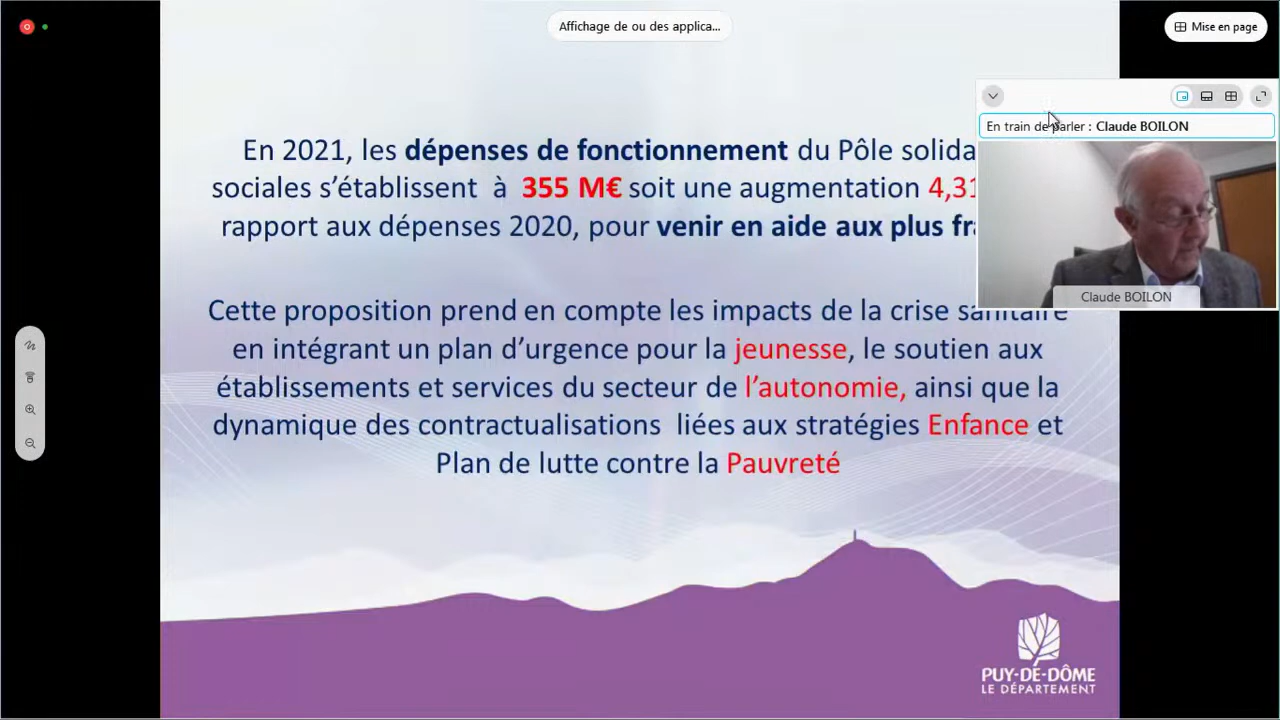 Affichage de ou des applica...
Mise en page
En train de parler : Claude BOILON
En 2021, les dépenses de fonctionnement du Pôle
sociales s’établissent à 355 M€ soit une augmentation
rapport aux dépenses 2020, pour venir en aide aux plus
Claude BOILON
Cette proposition prend en compte les impacts de la crise sanitaire
en intégrant un plan d’urgence pour la jeunesse, le soutien aux
établissements et services du secteur de l’autonomie, ainsi que la
dynamique des contractualisations liées aux stratégies Enfance et
Plan de lutte contre la Pauvreté
PUY-DE-DÔME
LE DÉPARTEMENT